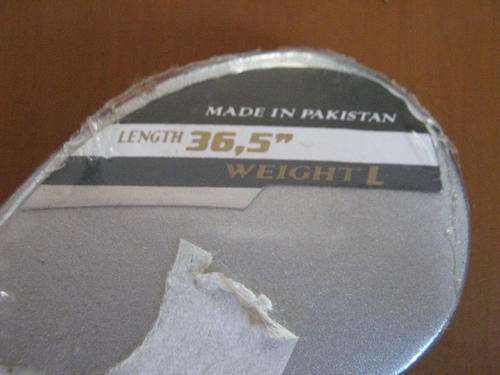 MADE IN PAKISTAN
LENGTH 36,5"
WEIGHT L